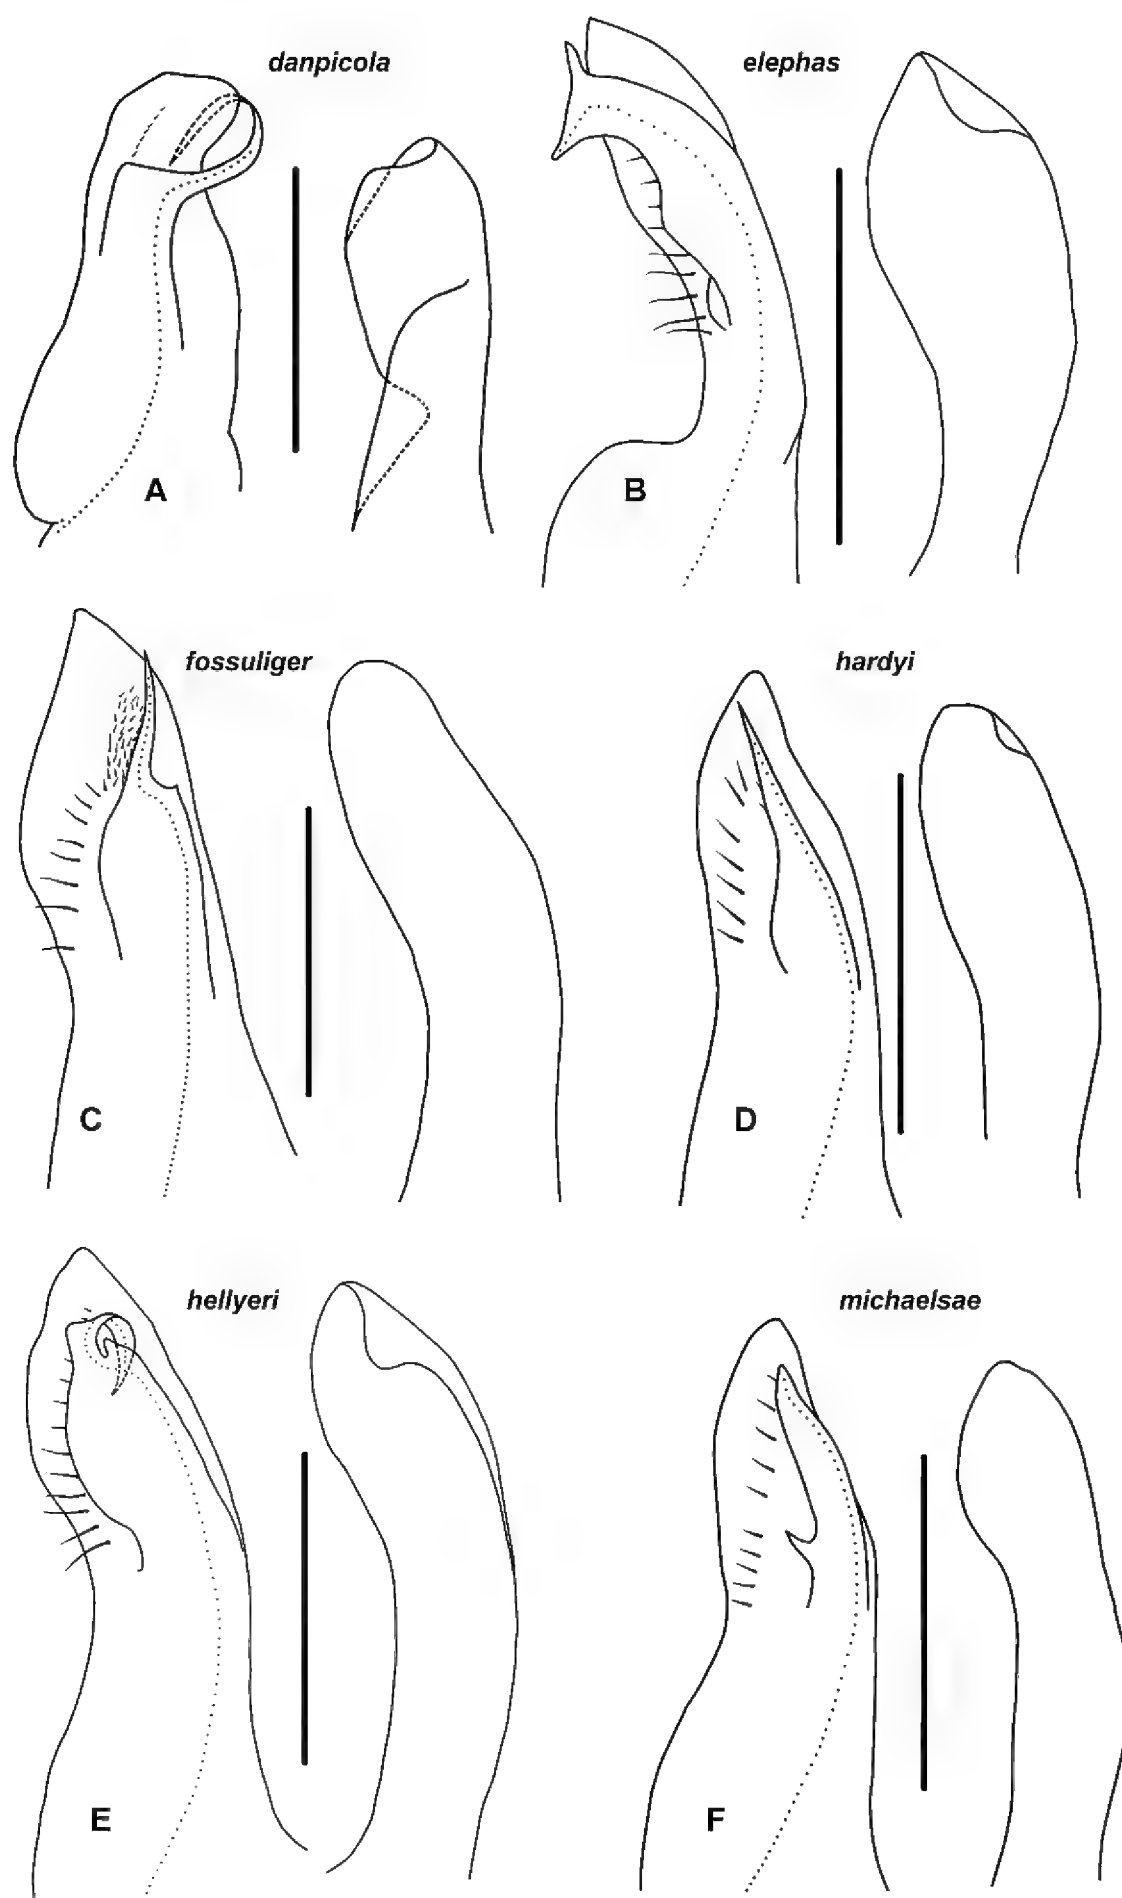 danpicola
elephas
A
B
fossuliger
hardyi
C
D
hellyeri
michaelsae
E
F